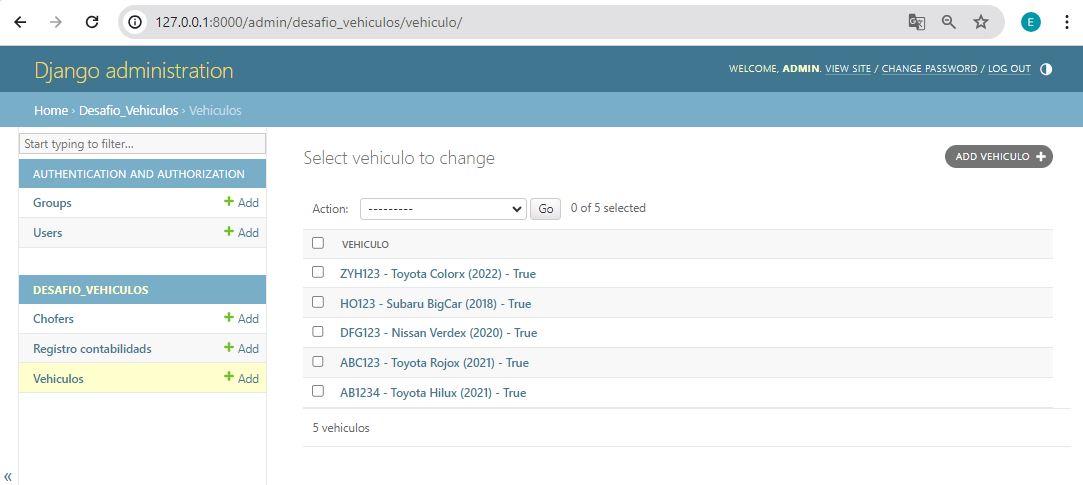 127.0.0.1:8000/admin/desafio_vehiculos/vehiculo/
E
Django administration
WELCOME, ADMIN. VIEW SITE / CHANGE PASSWORD / LOG OUT
Home › Desafio_Vehiculos › Vehiculos
Start typing to filter...
AUTHENTICATION AND AUTHORIZATION
Groups + Add
Users + Add
DESAFIO_VEHICULOS
Chofers + Add
Registro contabilidads + Add
Vehiculos + Add
«
Select vehiculo to change
ADD VEHICULO +
Action: --------- Go 0 of 5 selected
VEHICULO
ZYH123 - Toyota Colorx (2022) - True
HO123 - Subaru BigCar (2018) - True
DFG123 - Nissan Verdex (2020) - True
ABC123 - Toyota Rojox (2021) - True
AB1234 - Toyota Hilux (2021) - True
5 vehiculos